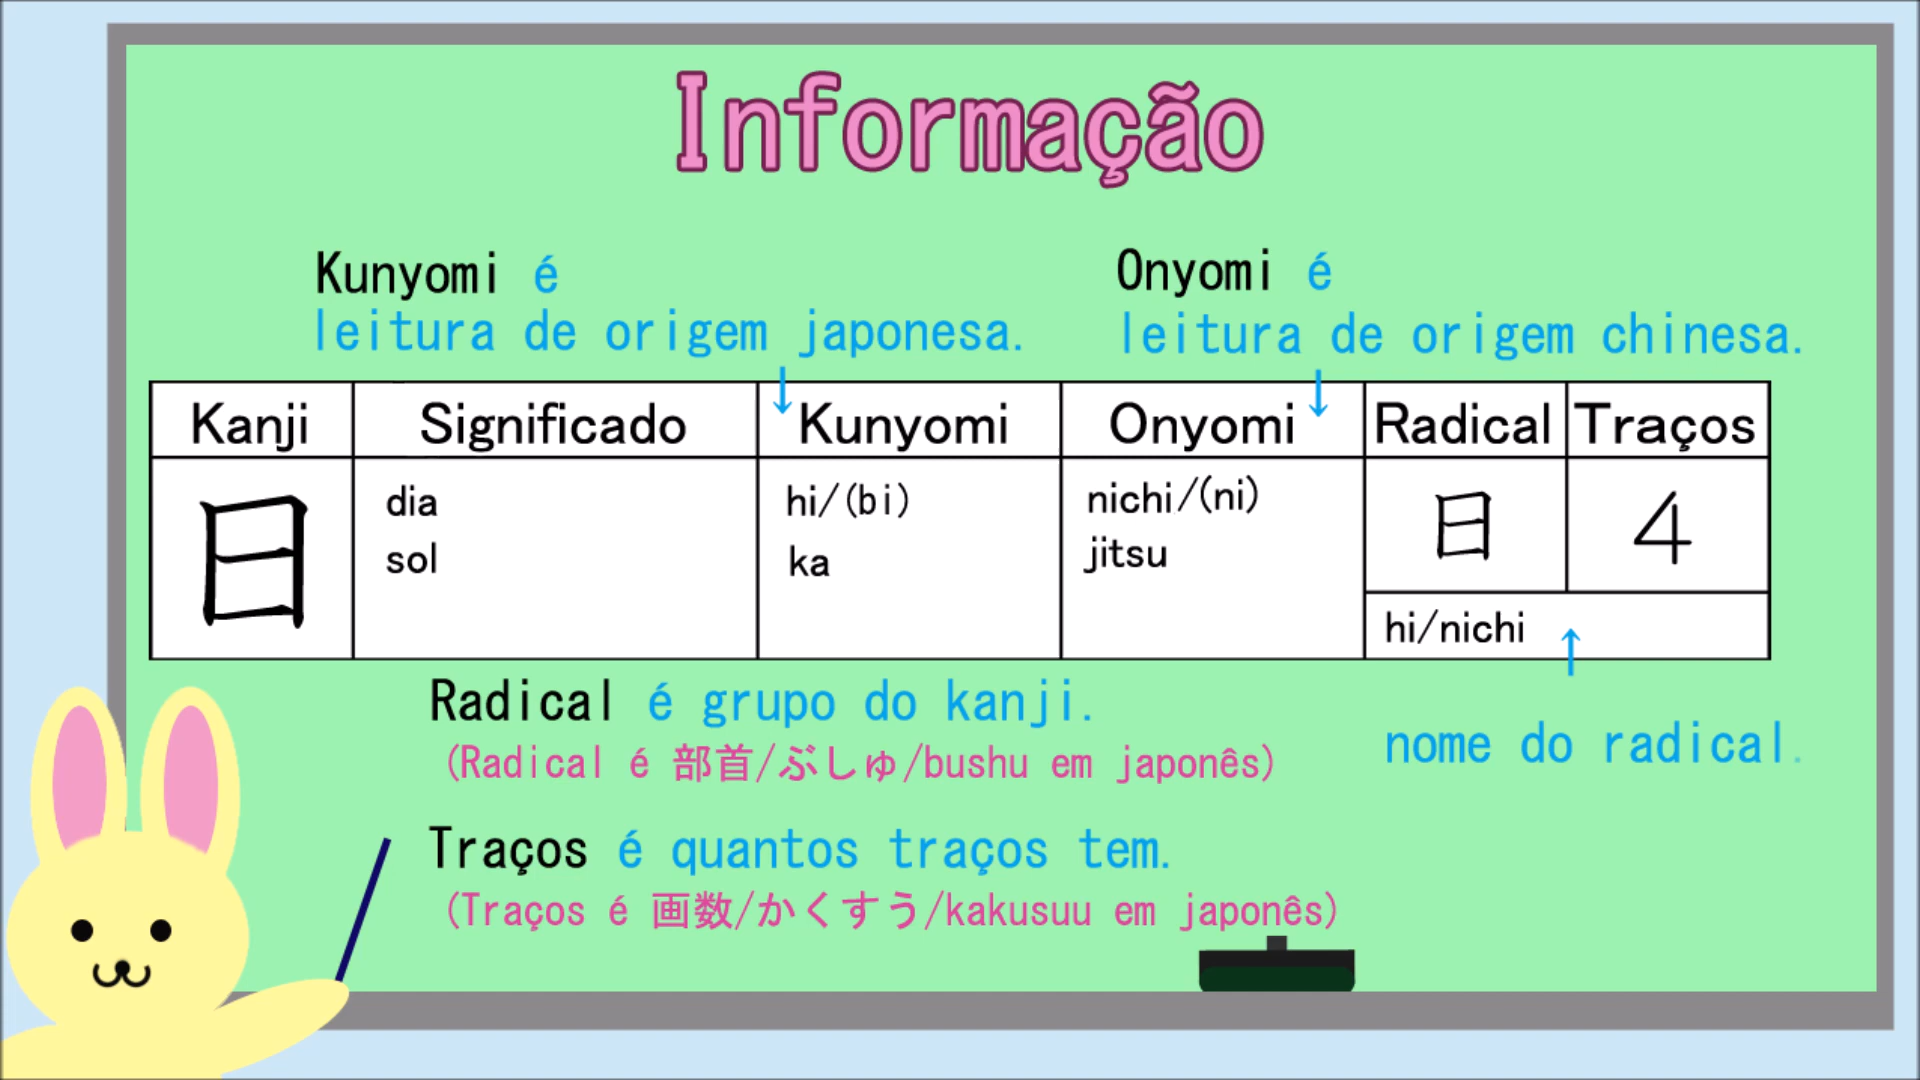 Informação
Kunyomi é
leitura de origem japonesa.
Onyomi é
leitura de origem chinesa.
Kanji Significado Kunyomi Onyomi Radical Traços
日 dia hi/(bi) nichi/(ni) 日 4
sol ka jitsu
hi/nichi
Radical é grupo do kanji.
(Radical é 部首/ぶしゅ/bushu em japonês)
nome do radical.
Traços é quantos traços tem.
(Traços é 画数/かくすう/kakusuu em japonês)